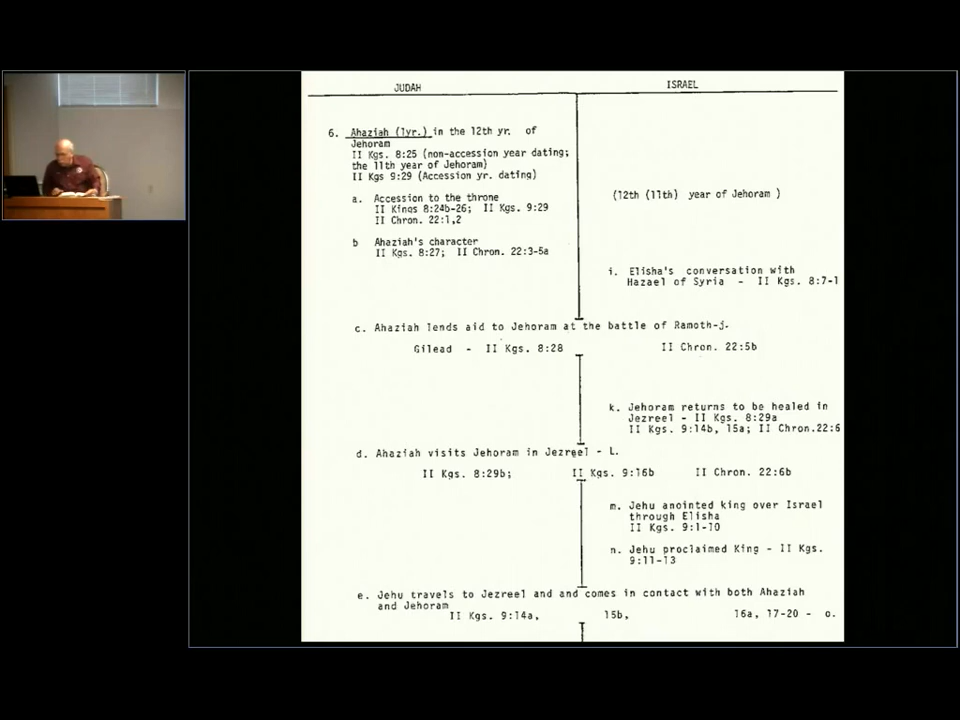 JUDAH ISRAEL
6. Ahaziah (1yr.) in the 12th yr. of
Jehoram
II Kgs. 8:25 (non-accession year dating;
the 11th year of Jehoram)
II Kgs 9:29 (Accession yr. dating)
(12th (11th) year of Jehoram )
a. Accession to the throne
II Kings 8:24b-26; II Kgs. 9:29
II Chron. 22:1,2
b Ahaziah's character
II Kgs. 8:27; II Chron. 22:3-5a
i. Elisha's conversation with
Hazael of Syria - II Kgs. 8:7-1
c. Ahaziah lends aid to Jehoram at the battle of Ramoth-j.
Gilead - II Kgs. 8:28 II Chron. 22:5b
k. Jehoram returns to be healed in
Jezreel - II Kgs. 8:29a
II Kgs. 9:14b, 15a; II Chron.22:6
d. Ahaziah visits Jehoram in Jezreel - L.
II Kgs. 8:29b; II Kgs. 9:16b II Chron. 22:6b
m. Jehu anointed king over Israel
through Elisha
II Kgs. 9:1-10
n. Jehu proclaimed King - II Kgs.
9:11-13
e. Jehu travels to Jezreel and and comes in contact with both Ahaziah
and Jehoram
II Kgs. 9:14a, 15b, 16a, 17-20 - o.